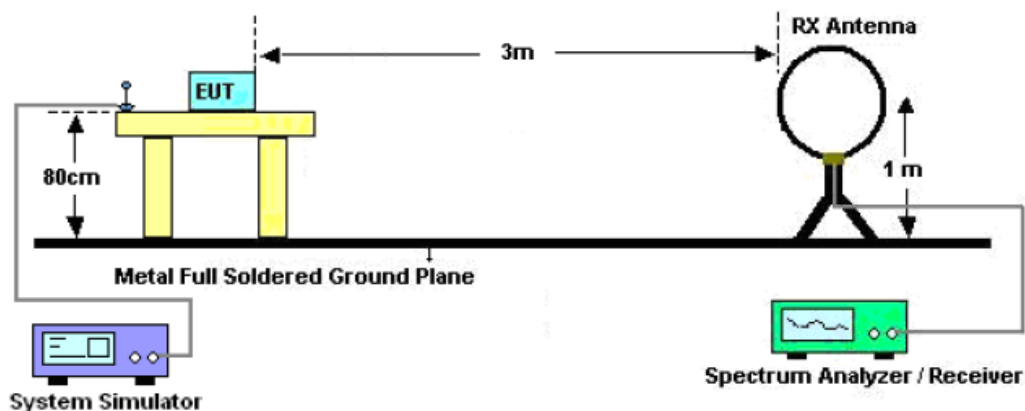 RX Antenna
3m
EUT
80cm
1 m
Metal Full Soldered Ground Plane
System Simulator
Spectrum Analyzer / Receiver